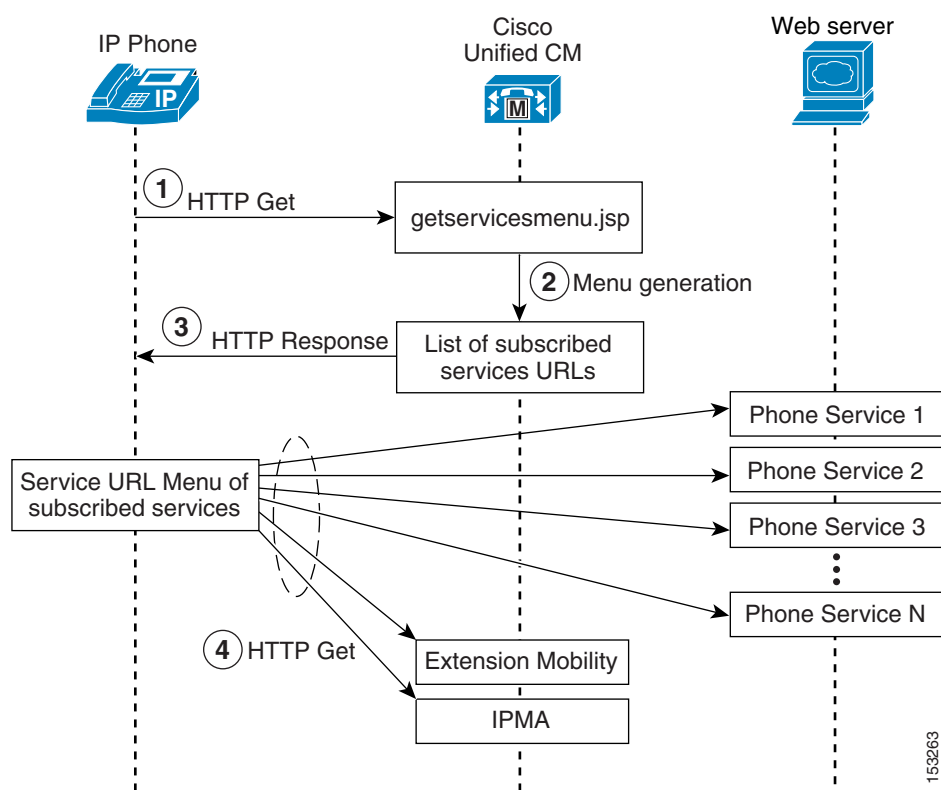 IP Phone
Cisco
Unified CM
Web server
IP
M
1
HTTP Get
getservicesmenu.jsp
2
Menu generation
3
HTTP Response
List of subscribed
services URLs
Phone Service 1
Service URL Menu of
subscribed services
Phone Service 2
Phone Service 3
Phone Service N
4
HTTP Get
Extension Mobility
IPMA
153263